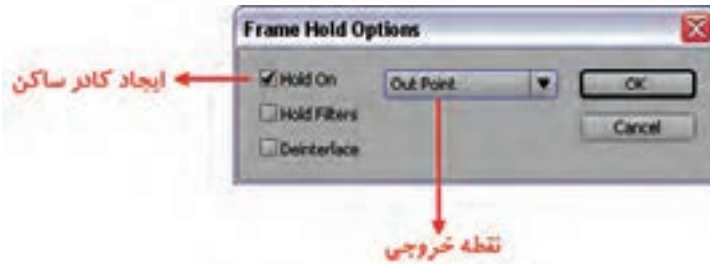 Frame Hold Options
ایجاد کادر ساکن
Hold On
Out Point
OK
Hold Filters
Cancel
Deinterlace
نقطه خروجی